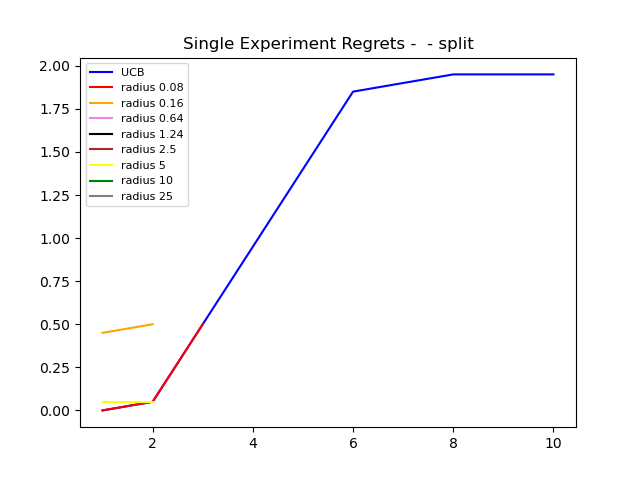 Single Experiment Regrets -  - split
2.00
1.75
1.50
1.25
1.00
0.75
0.50
0.25
0.00
UCB
radius 0.08
radius 0.16
radius 0.64
radius 1.24
radius 2.5
radius 5
radius 10
radius 25
2 4 6 8 10